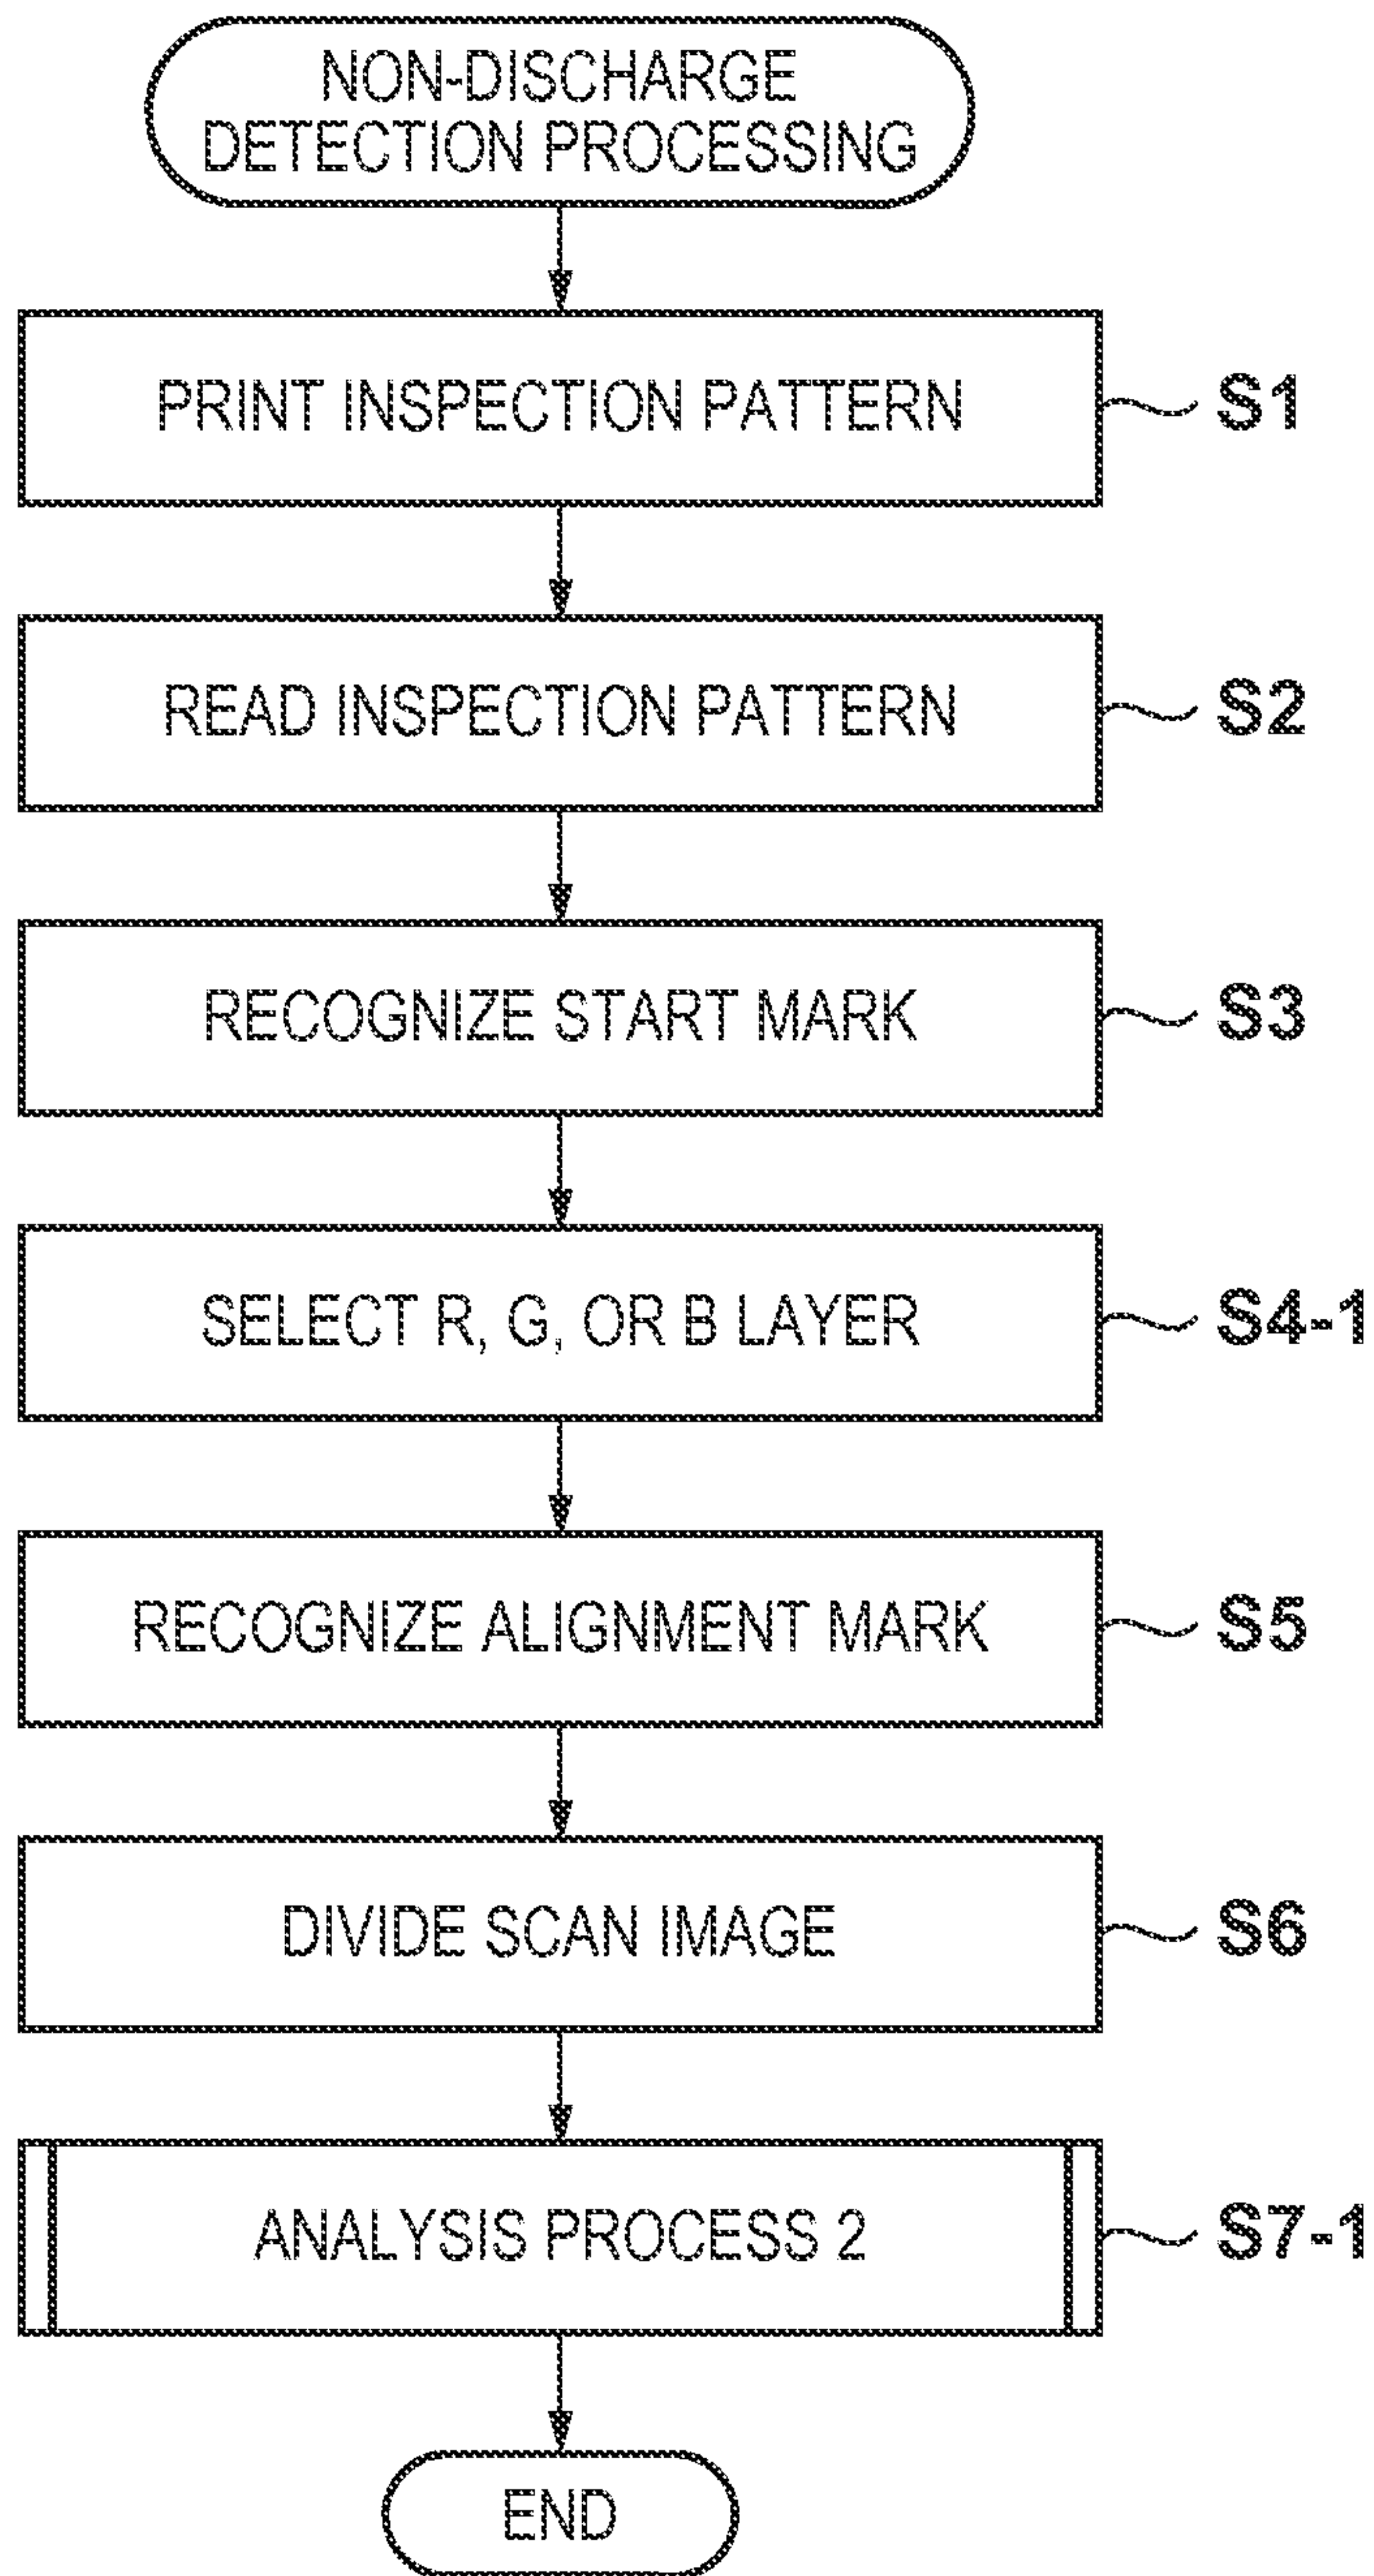 NON-DISCHARGE
DETECTION PROCESSING
PRINT INSPECTION PATTERN
S1
READ INSPECTION PATTERN
S2
RECOGNIZE START MARK
S3
SELECT R, G, OR B LAYER
S4-1
RECOGNIZE ALIGNMENT MARK
S5
DIVIDE SCAN IMAGE
S6
ANALYSIS PROCESS 2
S7-1
END